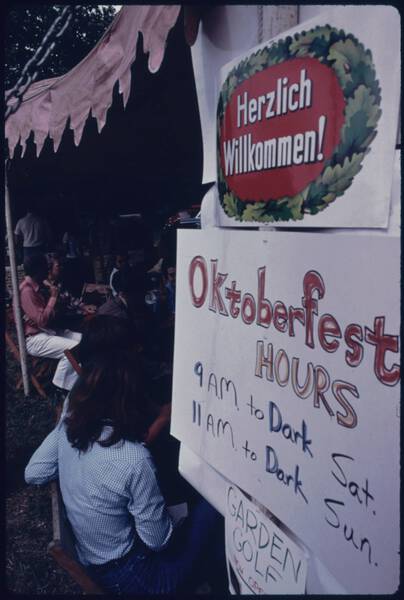 Herzlich
Willkommen!
Oktoberfest
HOURS
9 A.M. to Dark Sat.
11 A.M. to Dark Sun.
GARDEN
GOLF